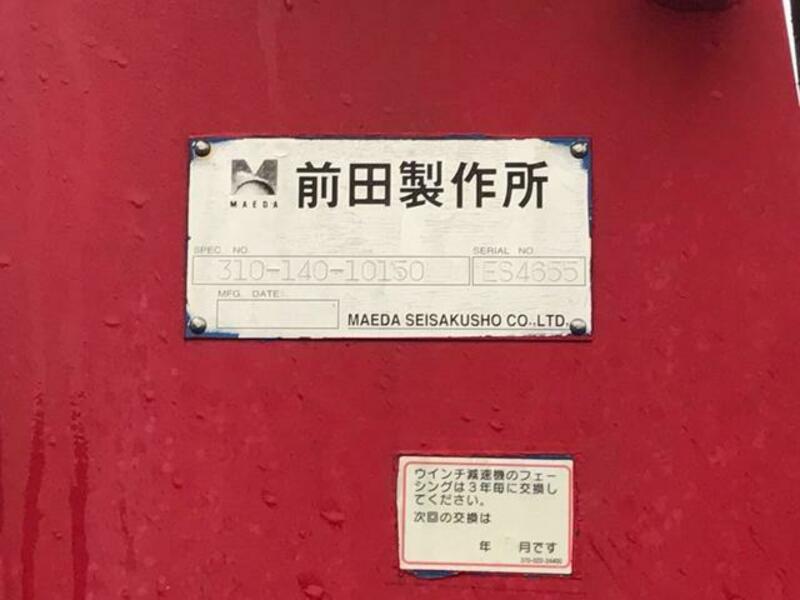 MAEDA
前田製作所
SPEC. NO.
SERIAL NO.
310-140-10150
ES4655
MFG. DATE
MAEDA SEISAKUSHO CO.,LTD.
ウインチ減速機のフェー
シングは3年毎に交換し
てください。
次回の交換は
年 月です
370-020-24400